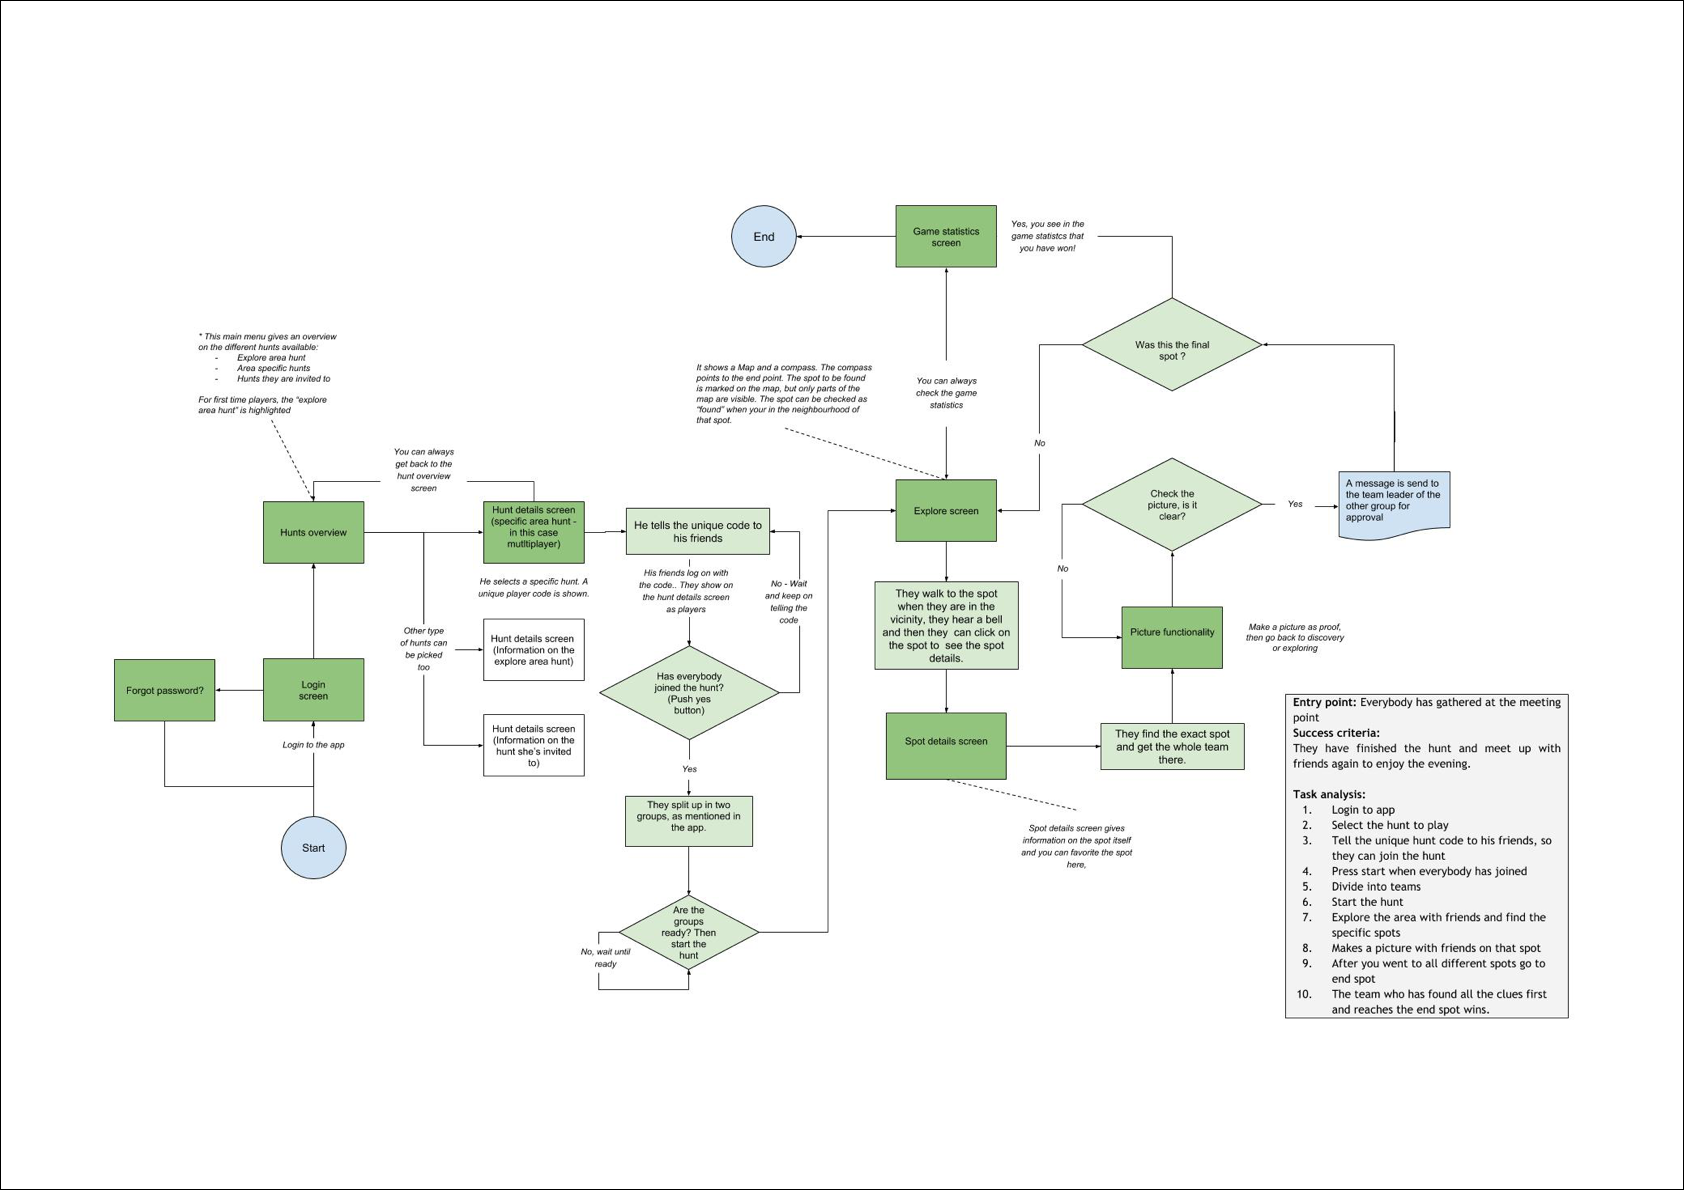 End
Game statistics
screen
Yes, you see in the
game statistcs that
you have won!
Was this the final
spot ?
* This main menu gives an overview
on the different hunts available:
- Explore area hunt
- Area specific hunts
- Hunts they are invited to
For first time players, the “explore
area hunt” is highlighted
It shows a Map and a compass. The compass
points to the end point. The spot to be found
is marked on the map, but only parts of the
map are visible. The spot can be checked as
“found” when your in the neighbourhood of
that spot.
You can always
check the game
statistics
No
You can always
get back to the
hunt overview
screen
Hunts overview
Hunt details screen
(specific area hunt -
in this case
mutltiplayer)
He tells the unique code to
his friends
Explore screen
Check the
picture, is it
clear?
Yes
A message is send to
the team leader of the
other group for
approval
He selects a specific hunt. A
unique player code is shown.
His friends log on with
the code.. They show on
the hunt details screen
as players
No - Wait
and keep on
telling the
code
No
They walk to the spot
when they are in the
vicinity, they hear a bell
and then they can click on
the spot to see the spot
details.
Picture functionality
Make a picture as proof,
then go back to discovery
or exploring
Other type
of hunts can
be picked
too
Hunt details screen
(Information on the
explore area hunt)
Has everybody
joined the hunt?
(Push yes
button)
Forgot password?
Login
screen
Login to the app
Hunt details screen
(Information on the
hunt she’s invited
to)
Spot details screen
They find the exact spot
and get the whole team
there.
Yes
They split up in two
groups, as mentioned in
the app.
Start
Spot details screen gives
information on the spot itself
and you can favorite the spot
here,
Are the
groups
ready? Then
start the
hunt
No, wait until
ready
Entry point: Everybody has gathered at the meeting
point
Success criteria:
They have finished the hunt and meet up with
friends again to enjoy the evening.
Task analysis:
1. Login to app
2. Select the hunt to play
3. Tell the unique hunt code to his friends, so
they can join the hunt
4. Press start when everybody has joined
5. Divide into teams
6. Start the hunt
7. Explore the area with friends and find the
specific spots
8. Makes a picture with friends on that spot
9. After you went to all different spots go to
end spot
10. The team who has found all the clues first
and reaches the end spot wins.